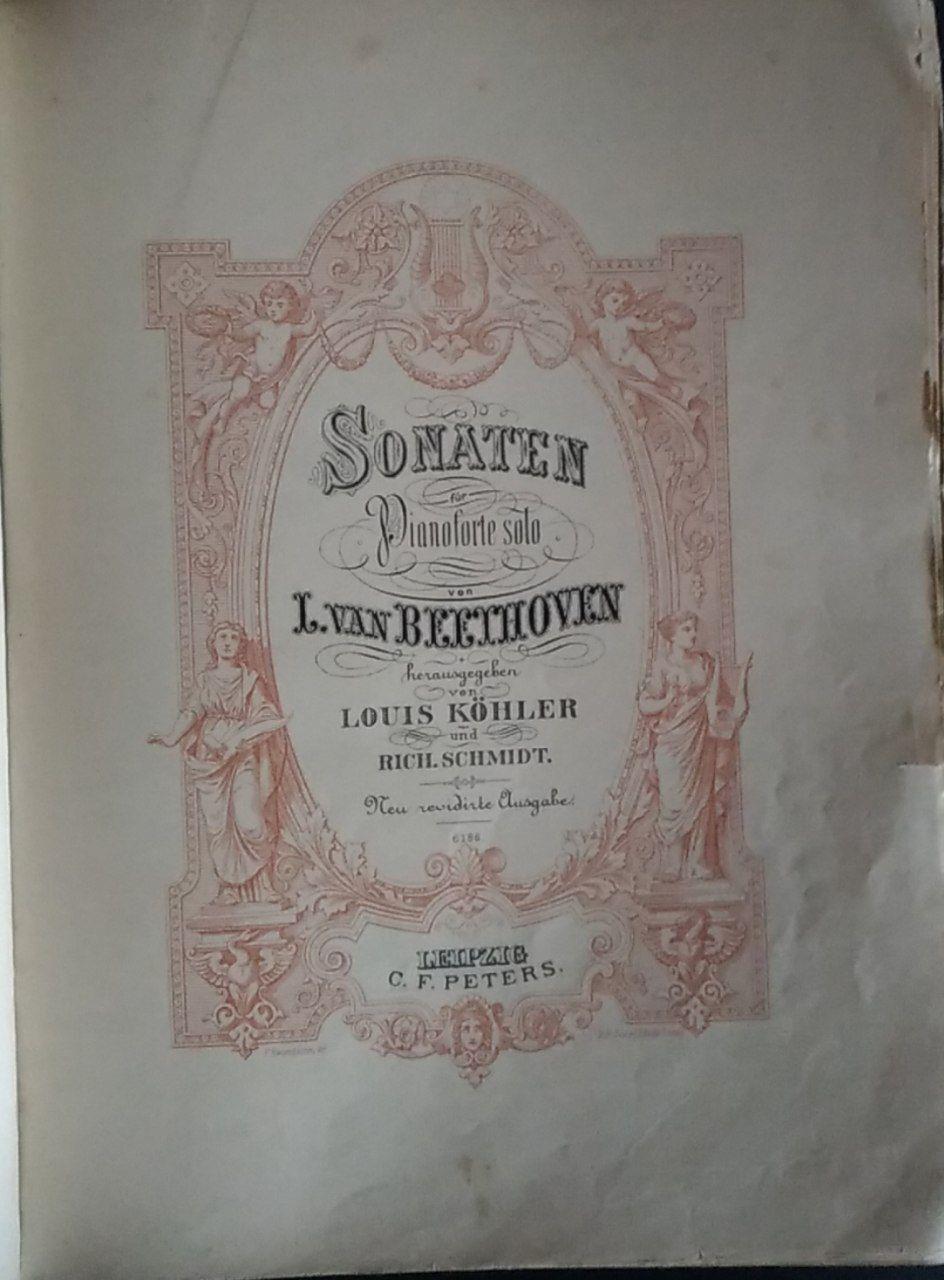 SONATEN
für
Pianoforte solo
von
L. VAN BEETHOVEN
herausgegeben
von
LOUIS KÖHLER
und
RICH. SCHMIDT.
Neu revidirte Ausgabe.
6186
LEIPZIG
C. F. PETERS.